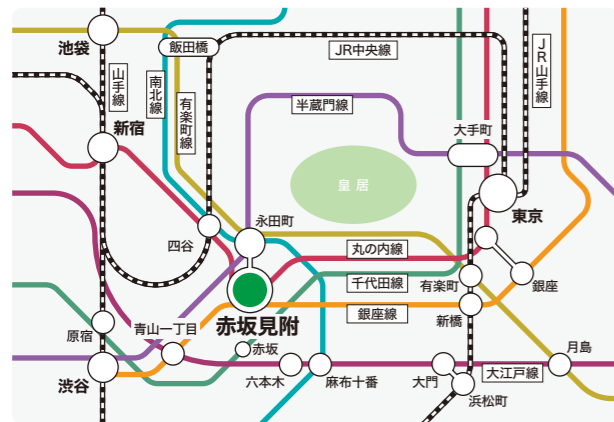 池袋
飯田橋
JR中央線
JR山手線
山手線
南北線
有楽町線
半蔵門線
新宿
大手町
皇居
東京
四谷
永田町
丸の内線
千代田線
有楽町
銀座
銀座線
新橋
赤坂見附
原宿
青山一丁目
赤坂
月島
渋谷
六本木
麻布十番
大門
大江戸線
浜松町